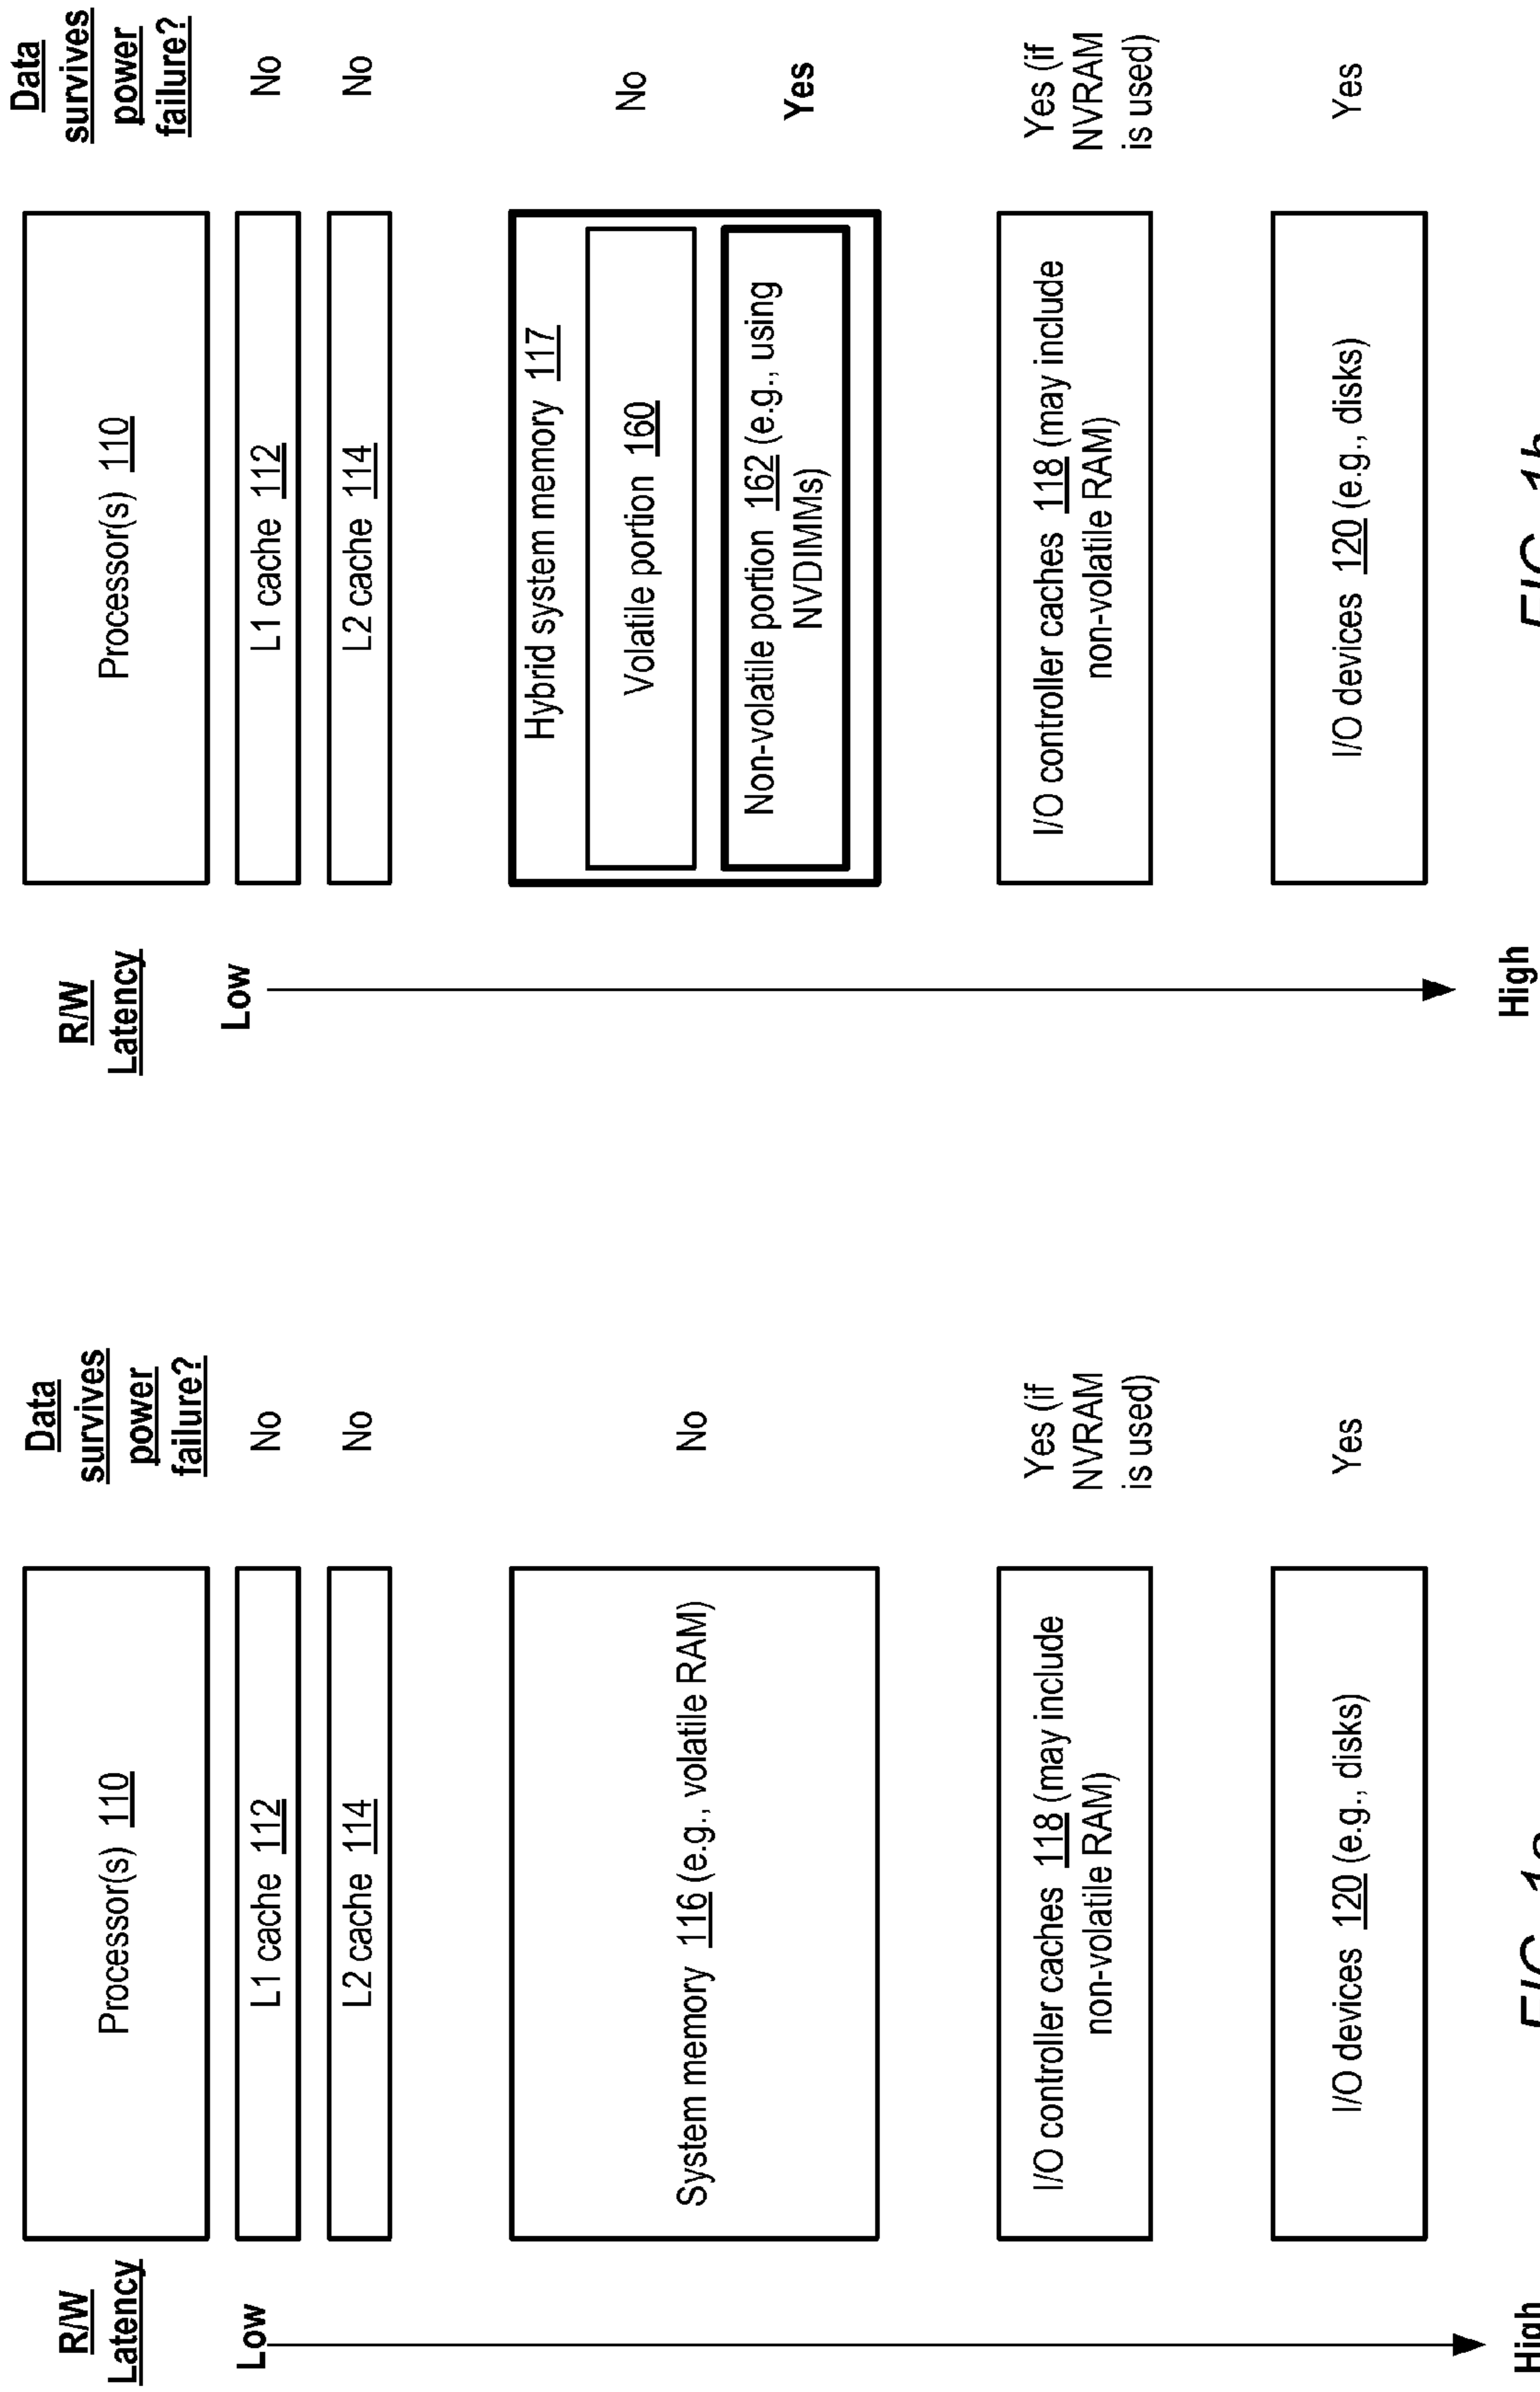 R/W
Latency
Data
survives
power
failure?
Processor(s) 110
Low
L1 cache 112
No
L2 cache 114
No
System memory 116 (e.g., volatile RAM)
No
I/O controller caches 118 (may include
non-volatile RAM)
Yes (if
NVRAM
is used)
I/O devices 120 (e.g., disks)
Yes
High
FIG. 1a
R/W
Latency
Data
survives
power
failure?
Processor(s) 110
Low
L1 cache 112
No
L2 cache 114
No
Hybrid system memory 117
Volatile portion 160
No
Non-volatile portion 162 (e.g., using
NVDIMMs)
Yes
I/O controller caches 118 (may include
non-volatile RAM)
Yes (if
NVRAM
is used)
I/O devices 120 (e.g., disks)
Yes
High
FIG. 1b